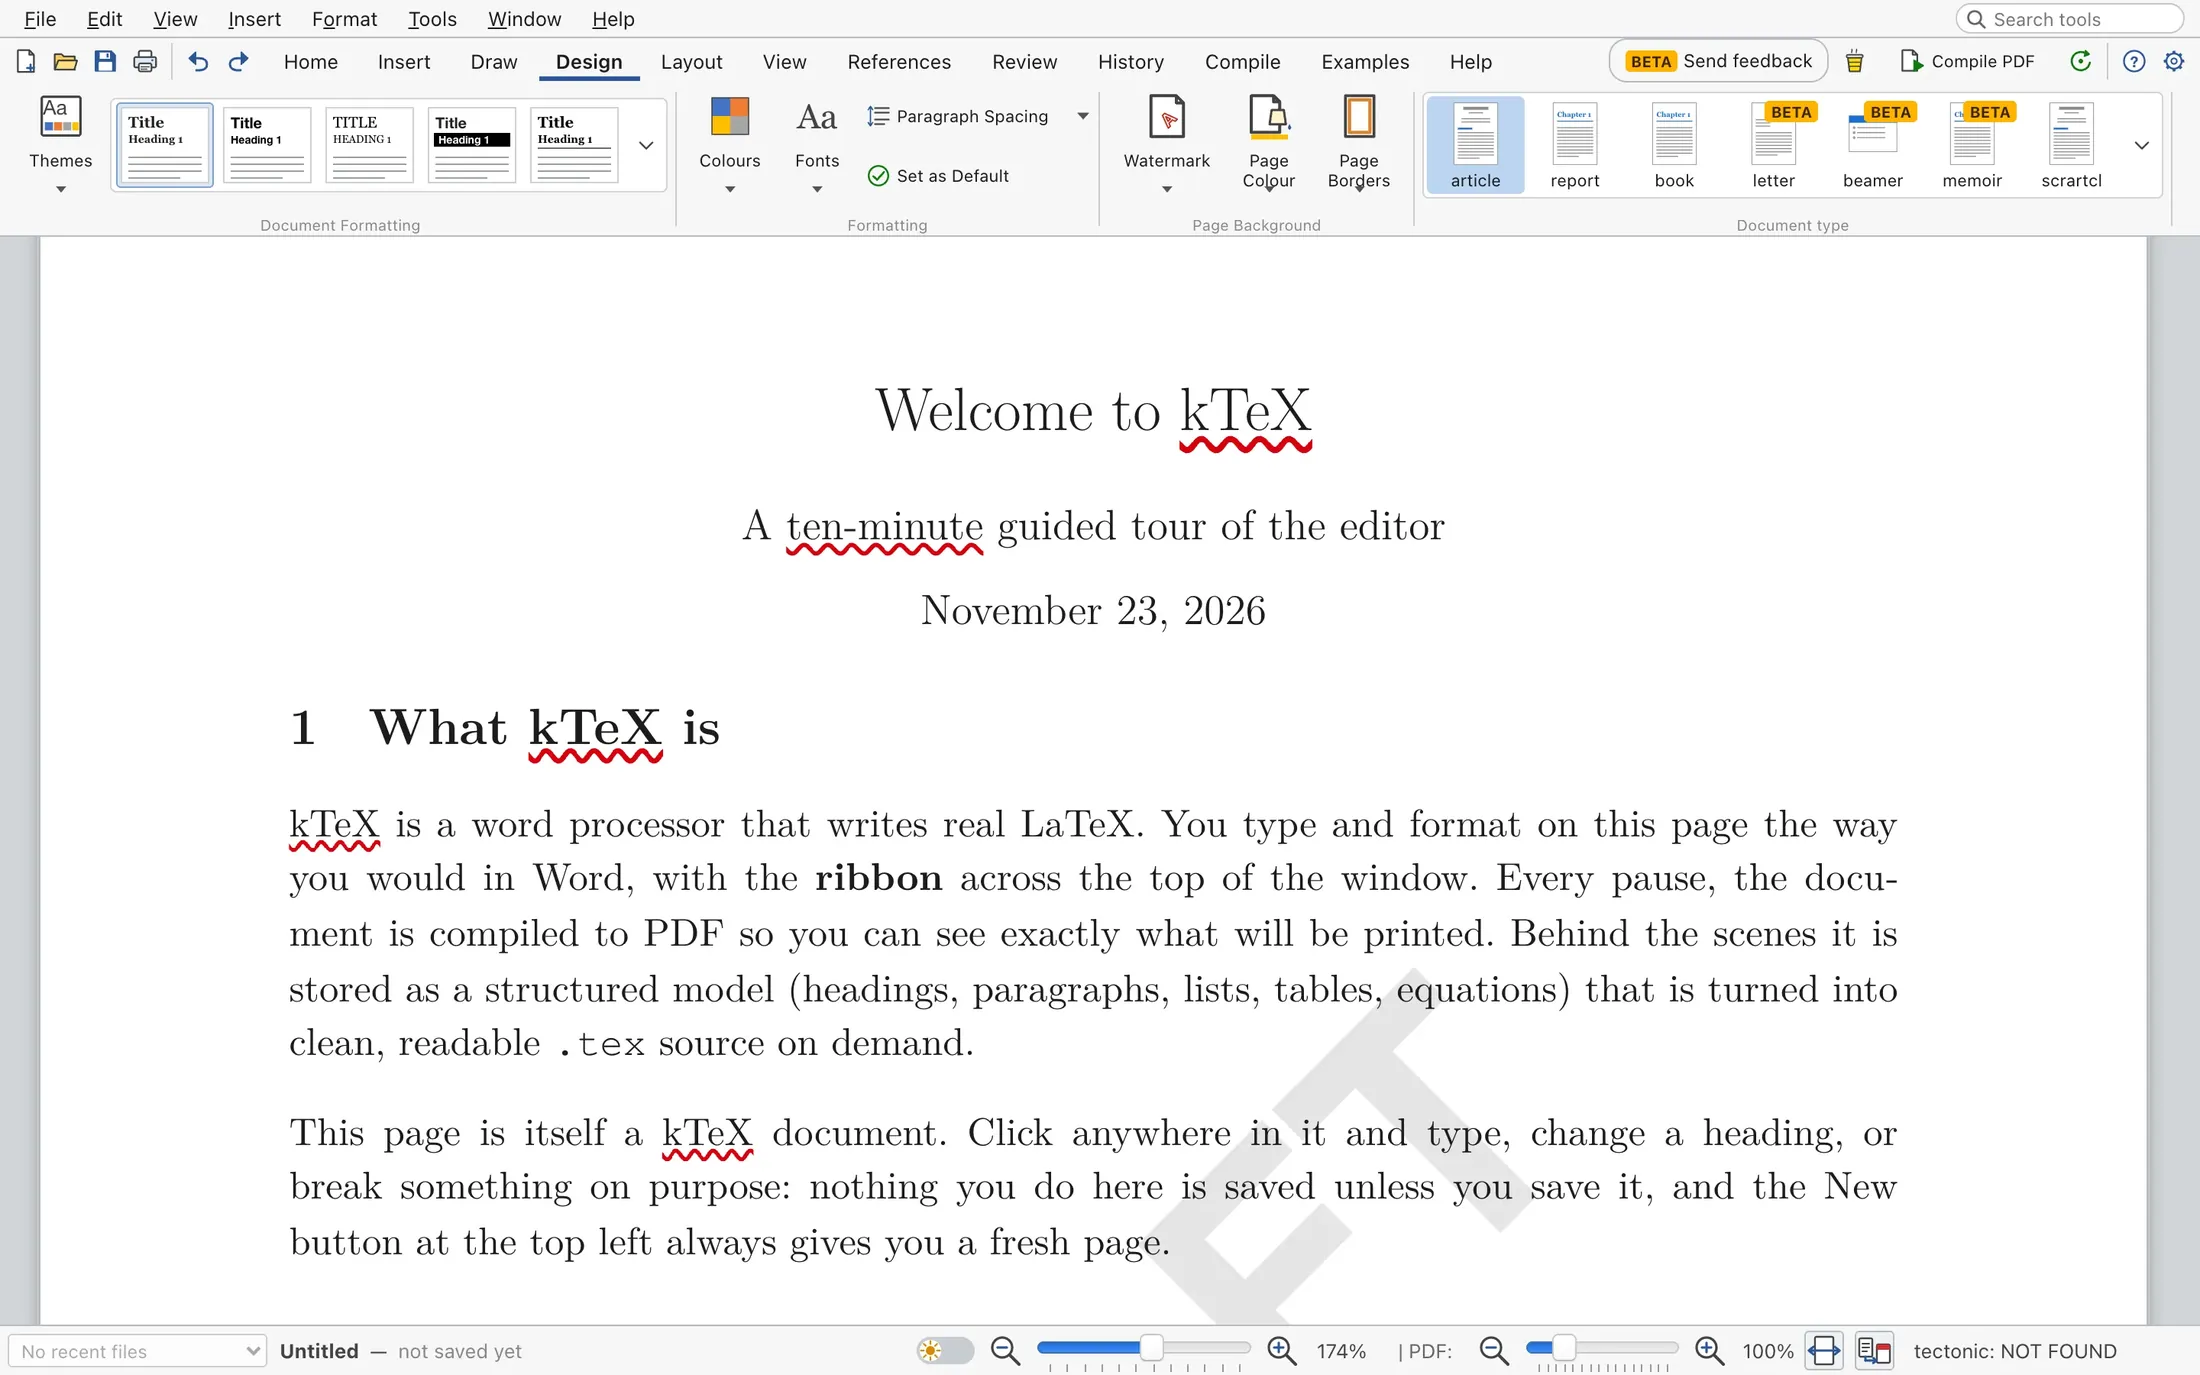 File Edit View Insert Format Tools Window Help Search tools
Home Insert Draw Design Layout View References Review History Compile Examples Help BETA Send feedback Compile PDF
Themes
Title
Heading 1
Title
Heading 1
TITLE
HEADING 1
Title
Heading 1
Title
Heading 1
Document Formatting
Colours
Aa
Fonts
Paragraph Spacing
Set as Default
Formatting
Watermark
Page Colour
Page Borders
Page Background
article
Chapter 1
report
Chapter 1
book
BETA
letter
BETA
beamer
BETA
memoir
scrartcl
Document type
Welcome to kTeX
A ten-minute guided tour of the editor
November 23, 2026
1 What kTeX is
kTeX is a word processor that writes real LaTeX. You type and format on this page the way
you would in Word, with the ribbon across the top of the window. Every pause, the docu-
ment is compiled to PDF so you can see exactly what will be printed. Behind the scenes it is
stored as a structured model (headings, paragraphs, lists, tables, equations) that is turned into
clean, readable .tex source on demand.
This page is itself a kTeX document. Click anywhere in it and type, change a heading, or
break something on purpose: nothing you do here is saved unless you save it, and the New
button at the top left always gives you a fresh page.
FT
No recent files Untitled — not saved yet 174% | PDF: 100% tectonic: NOT FOUND